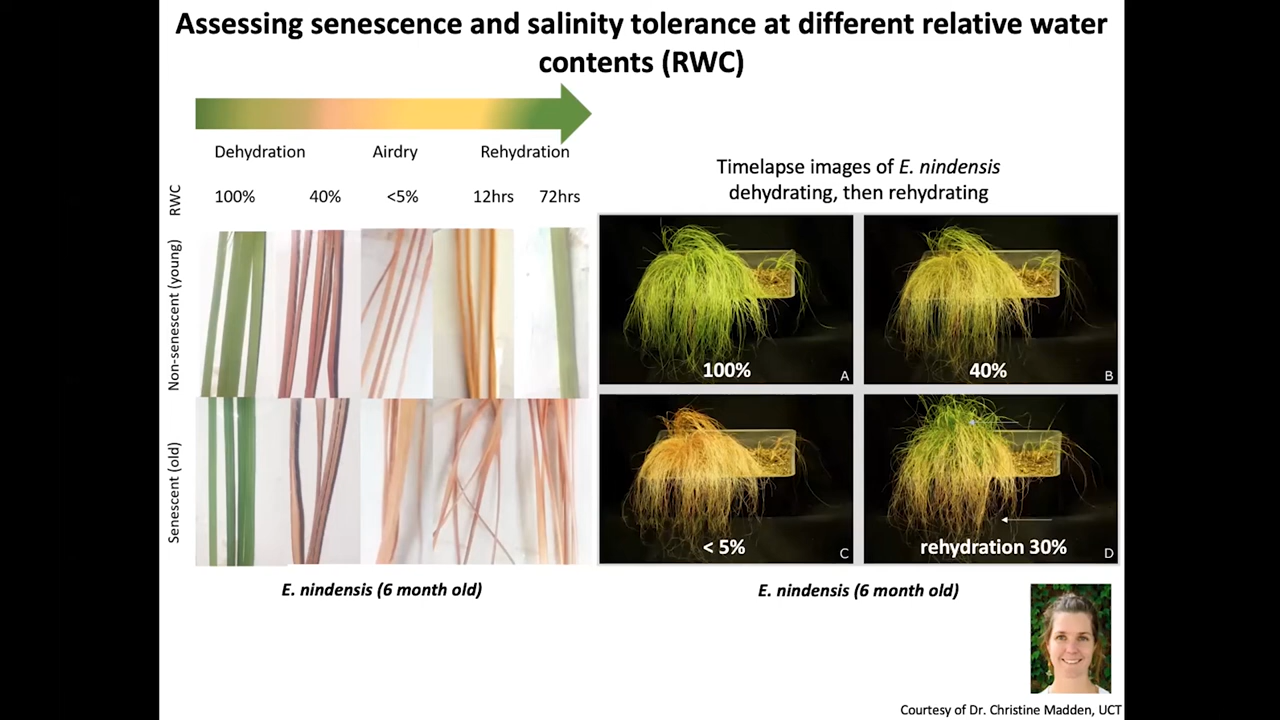 Assessing senescence and salinity tolerance at different relative water
contents (RWC)
Dehydration Airdry Rehydration
RWC
100% 40% <5% 12hrs 72hrs
Non-senescent (young)
Senescent (old)
E. nindensis (6 month old)
Timelapse images of E. nindensis
dehydrating, then rehydrating
100% A
40% B
< 5% C
rehydration 30% D
E. nindensis (6 month old)
Courtesy of Dr. Christine Madden, UCT